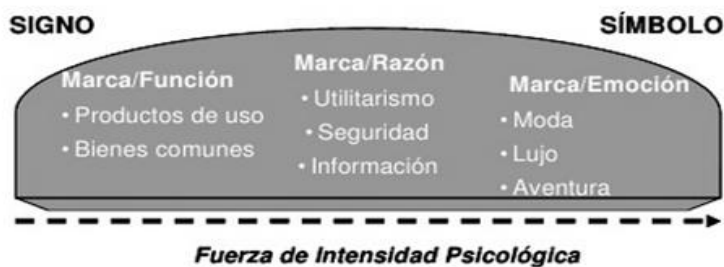 SIGNO
SÍMBOLO
Marca/Función
• Productos de uso
• Bienes comunes
Marca/Razón
• Utilitarismo
• Seguridad
• Información
Marca/Emoción
• Moda
• Lujo
• Aventura
Fuerza de Intensidad Psicológica